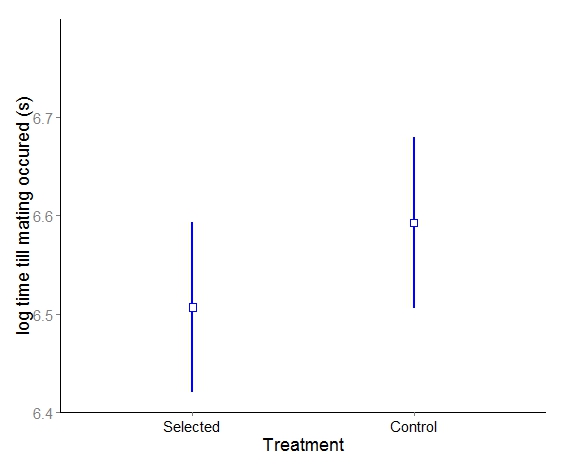 log time till mating occured (s)
6.7
6.6
6.5
6.4
Selected
Control
Treatment